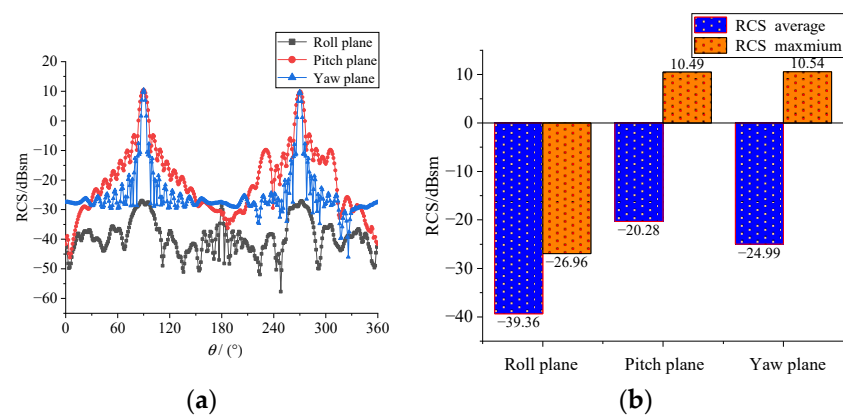 Roll plane
Pitch plane
Yaw plane
20
10
0
−10
−20
−30
−40
−50
−60
RCS/dBsm
0 60 120 180 240 300 360
θ/ (°)
(a)
RCS average
RCS maxmium
10
0
−10
−20
−30
−40
RCS/dBsm
10.49
10.54
−39.36
−26.96
−20.28
−24.99
Roll plane Pitch plane Yaw plane
(b)